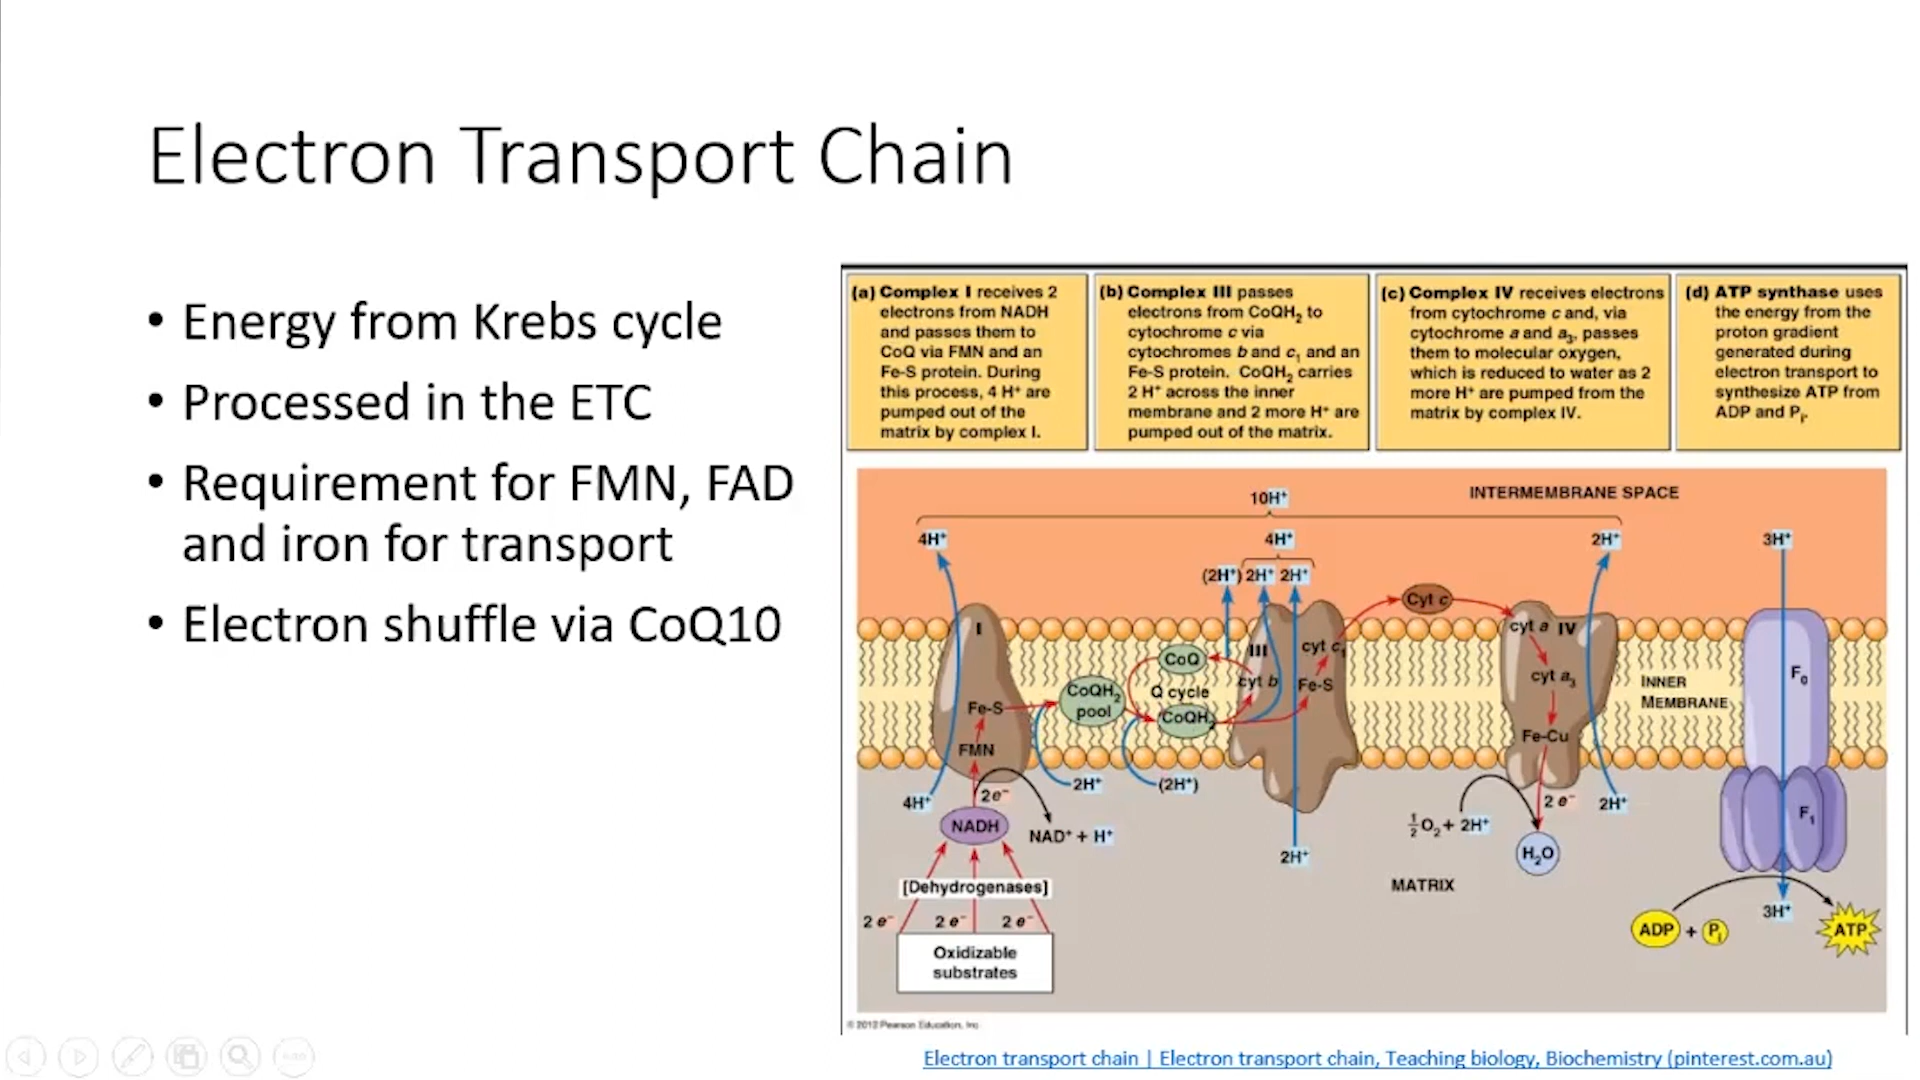 Electron Transport Chain
• Energy from Krebs cycle
• Processed in the ETC
• Requirement for FMN, FAD
and iron for transport
• Electron shuffle via CoQ10
(a) Complex I receives 2
electrons from NADH
and passes them to
CoQ via FMN and an
Fe-S protein. During
this process, 4 H⁺ are
pumped out of the
matrix by complex I.
(b) Complex III passes
electrons from CoQH₂ to
cytochrome c via
cytochromes b and c₁ and an
Fe-S protein. CoQH₂ carries
2 H⁺ across the inner
membrane and 2 more H⁺ are
pumped out of the matrix.
(c) Complex IV receives electrons
from cytochrome c and, via
cytochrome a and a₃, passes
them to molecular oxygen,
which is reduced to water as 2
more H⁺ are pumped from the
matrix by complex IV.
(d) ATP synthase uses
the energy from the
proton gradient
generated during
electron transport to
synthesize ATP from
ADP and Pᵢ.
10H⁺
INTERMEMBRANE SPACE
4H⁺
4H⁺
2H⁺
3H⁺
(2H⁺) 2H⁺ 2H⁺
Cyt c
I
III
cyt c₁
cyt a IV
CoQ
Q cycle
CoQH₂
CoQH₂
pool
cyt b
Fe-S
Fe-S
FMN
cyt a₃
Fe-Cu
INNER
MEMBRANE
F₀
F₁
4H⁺
2e⁻
2H⁺
(2H⁺)
2H⁺
NADH
NAD⁺ + H⁺
½O₂ + 2H⁺
2 e⁻
2H⁺
H₂O
MATRIX
[Dehydrogenases]
2 e⁻ 2 e⁻ 2 e⁻
Oxidizable
substrates
3H⁺
ADP + Pᵢ
ATP
© 2012 Pearson Education, Inc.
Electron transport chain | Electron transport chain, Teaching biology, Biochemistry (pinterest.com.au)